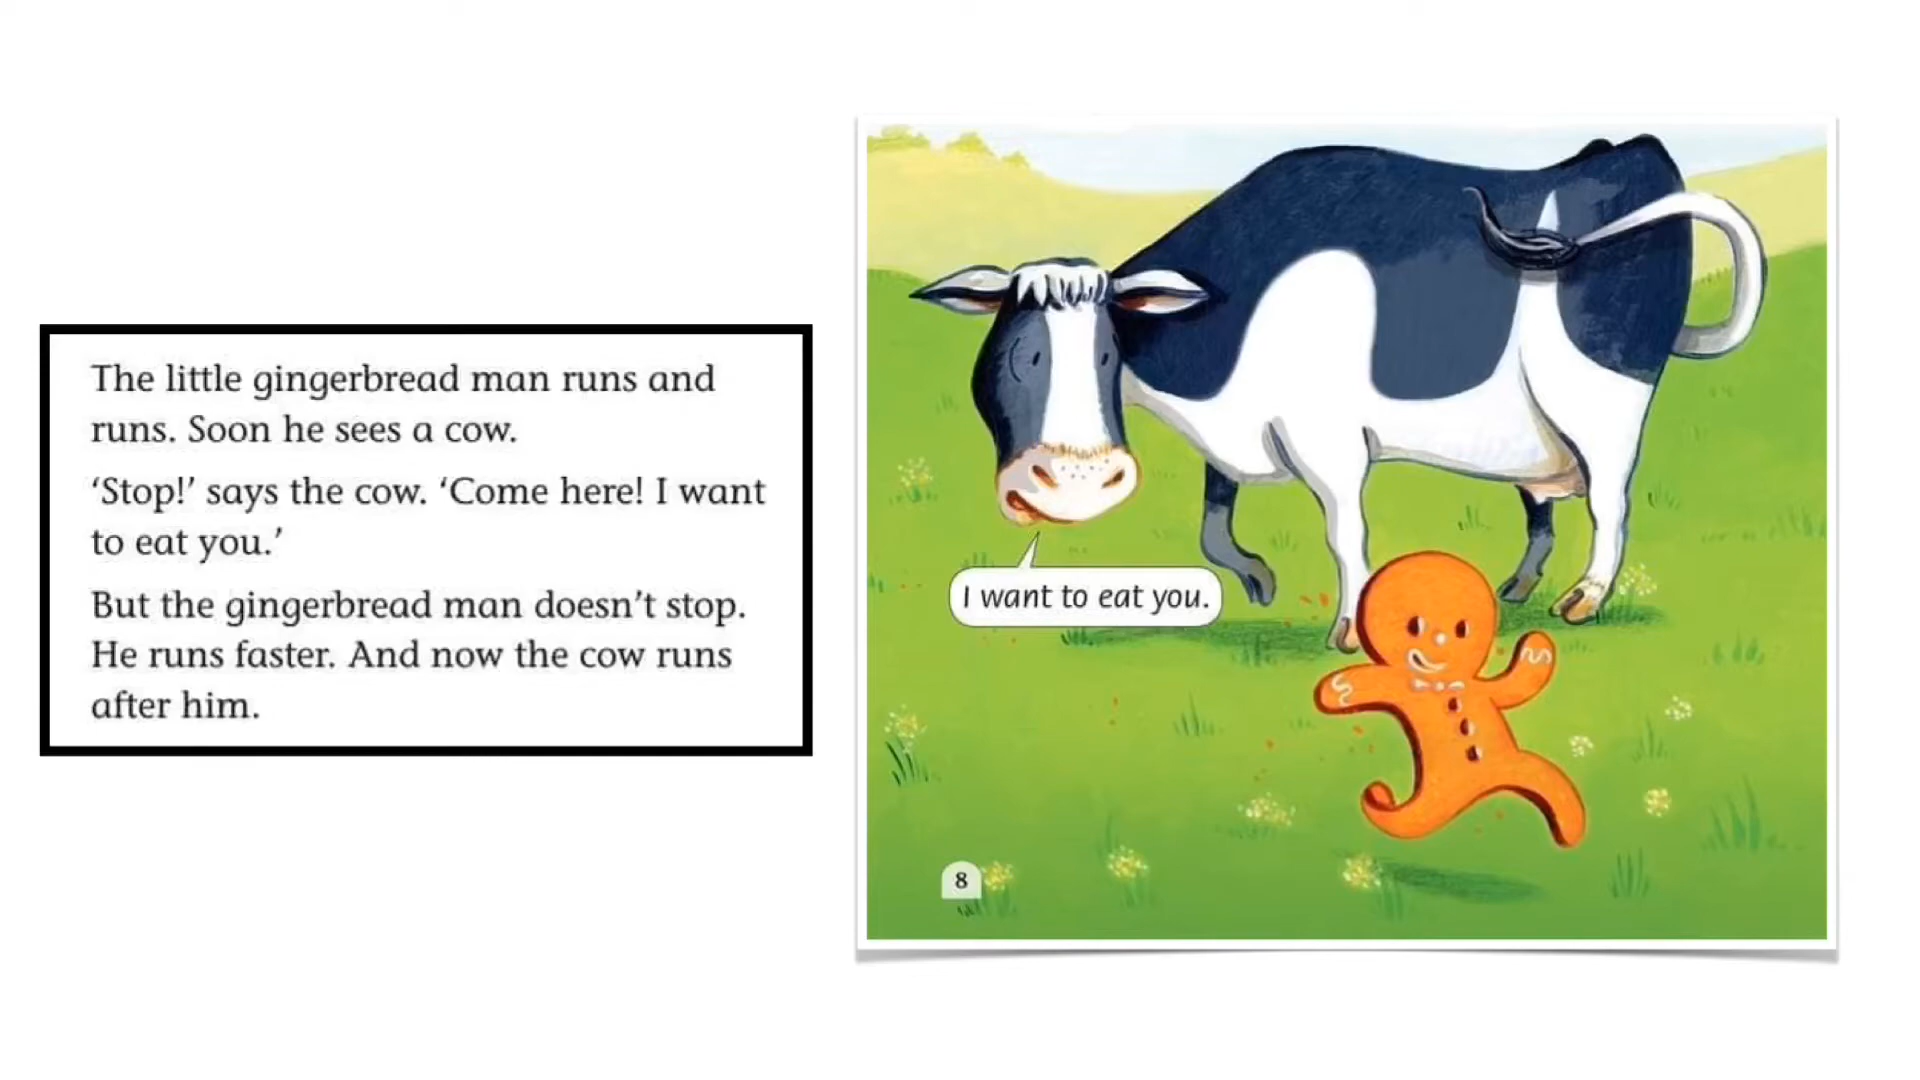 The little gingerbread man runs and
runs. Soon he sees a cow.
‘Stop!’ says the cow. ‘Come here! I want
to eat you.’
But the gingerbread man doesn’t stop.
He runs faster. And now the cow runs
after him.
I want to eat you.
8